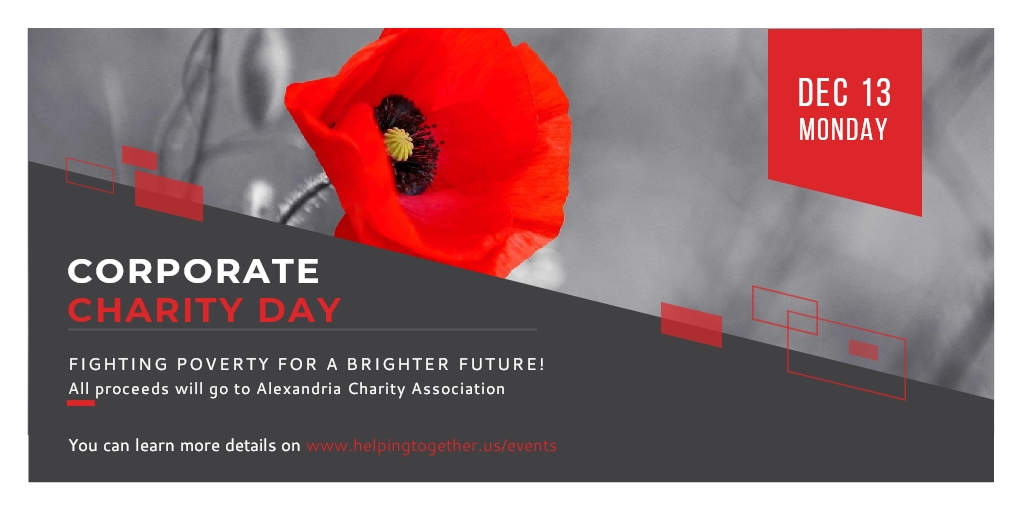 DEC 13
MONDAY
CORPORATE
CHARITY DAY
FIGHTING POVERTY FOR A BRIGHTER FUTURE!
All proceeds will go to Alexandria Charity Association
You can learn more details on www.helpingtogether.us/events